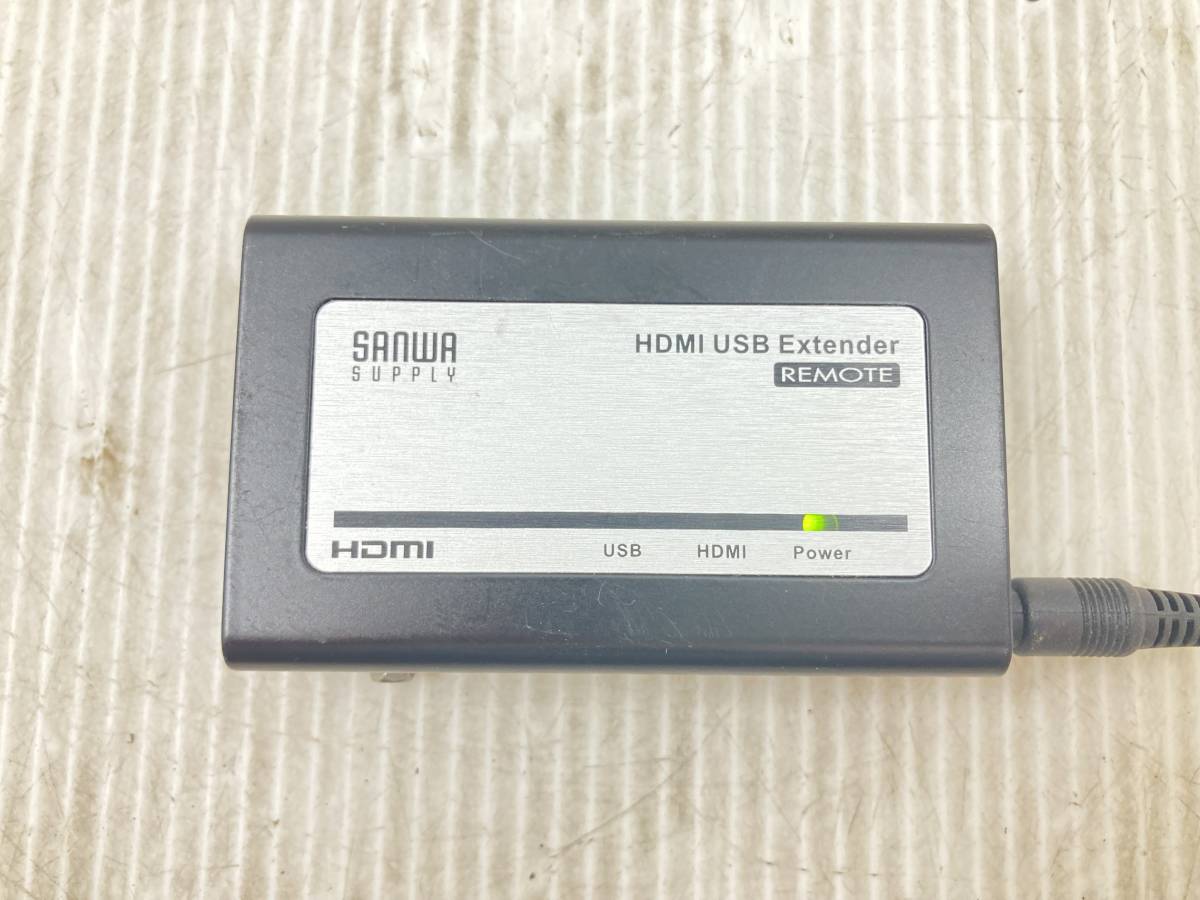 SANWA
SUPPLY
HDMI USB Extender
REMOTE
HDMI
USB HDMI Power